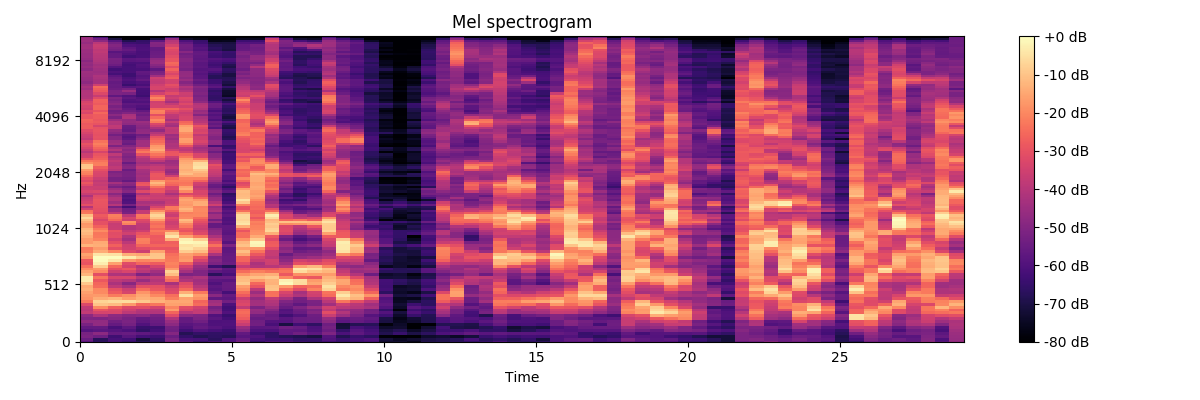 Mel spectrogram
8192
4096
2048
1024
512
0
Hz
0 5 10 15 20 25
Time
+0 dB
-10 dB
-20 dB
-30 dB
-40 dB
-50 dB
-60 dB
-70 dB
-80 dB